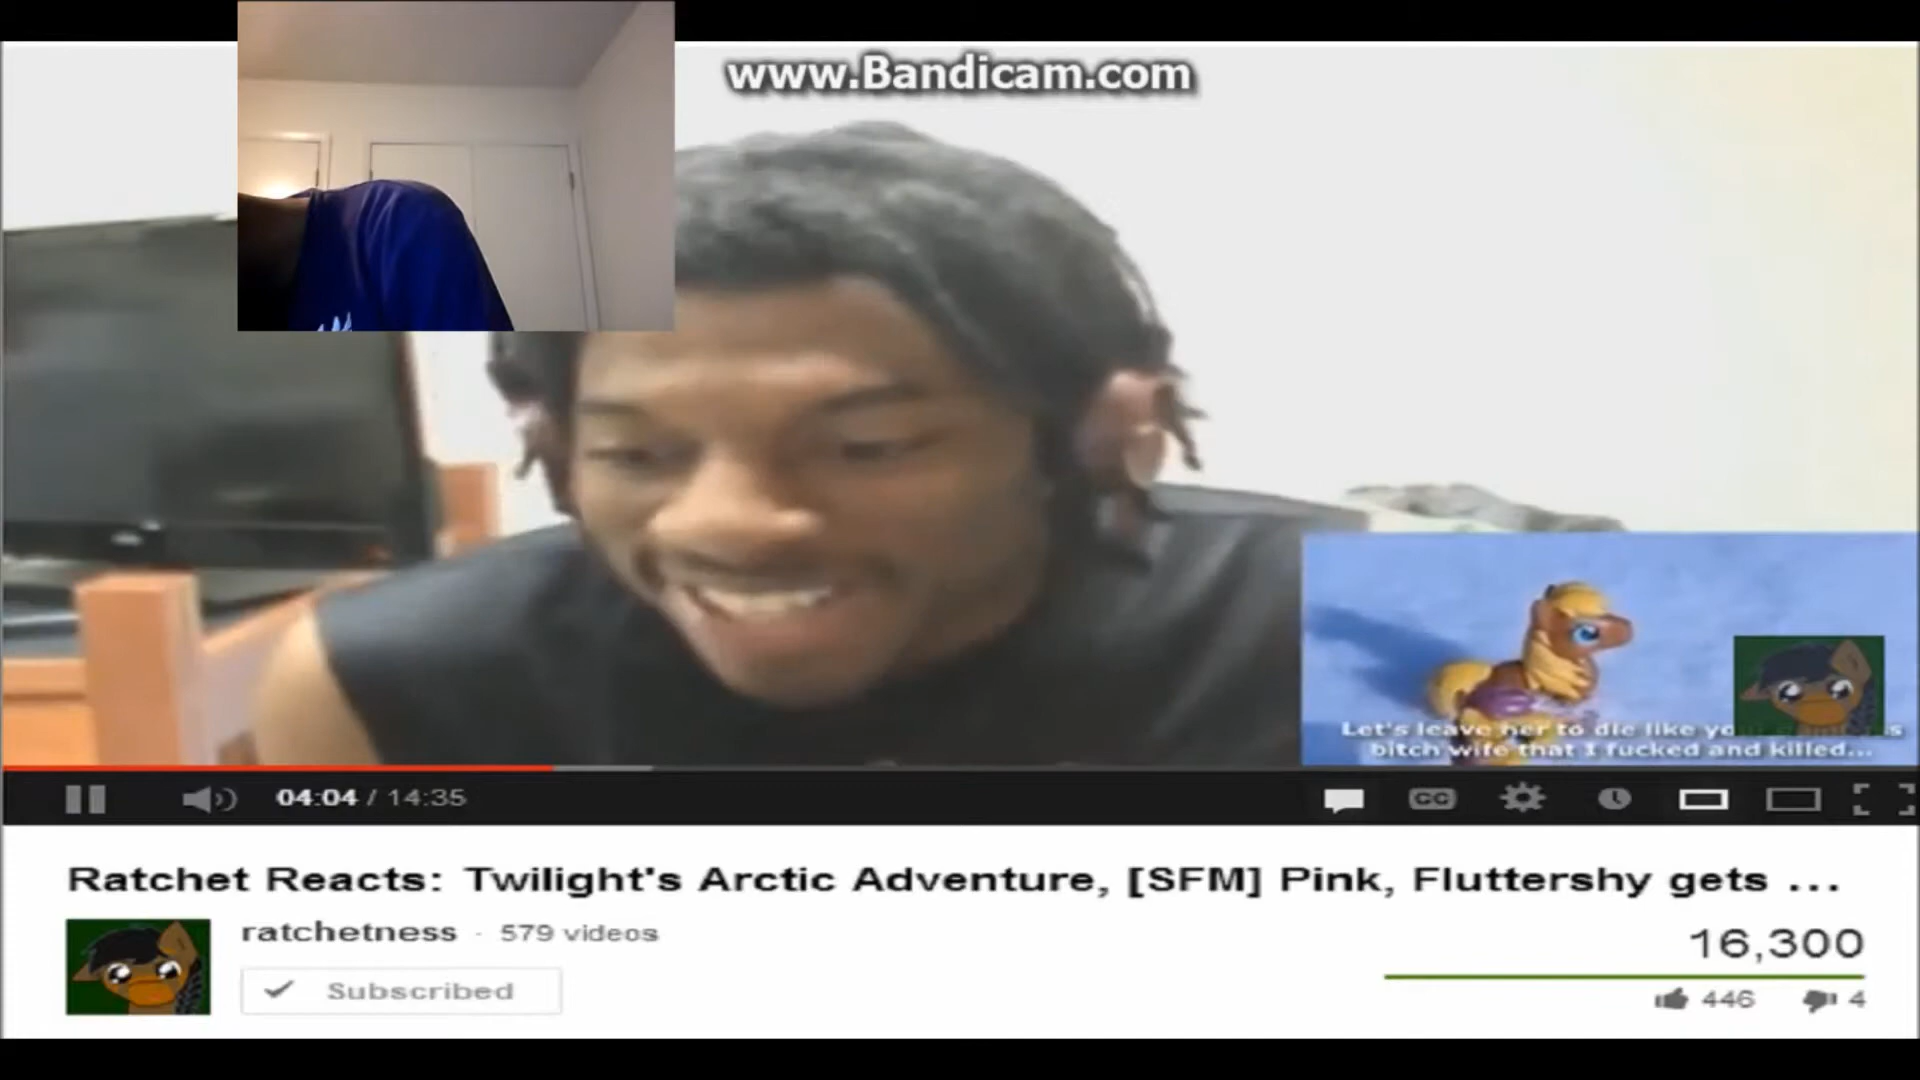 www.Bandicam.com
Let's leave her to die like
bitch wife that I fucked and killed...
04:04 / 14:35
CC
Ratchet Reacts: Twilight's Arctic Adventure, [SFM] Pink, Fluttershy gets ...
ratchetness · 579 videos
16,300
Subscribed
446 4